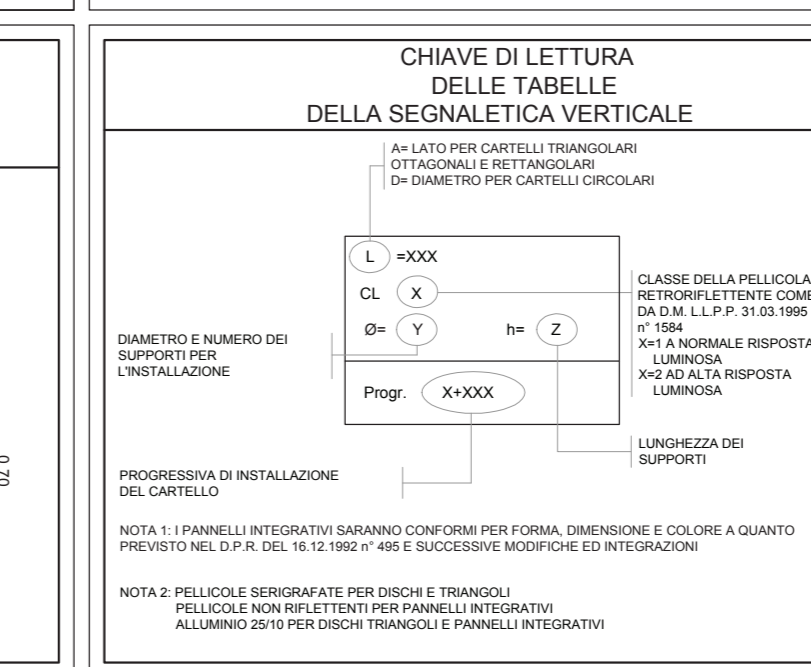 CHIAVE DI LETTURA
DELLE TABELLE
DELLA SEGNALETICA VERTICALE
A= LATO PER CARTELLI TRIANGOLARI
OTTAGONALI E RETTANGOLARI
D= DIAMETRO PER CARTELLI CIRCOLARI
L =XXX
CL X
Ø= Y h= Z
Progr. X+XXX
CLASSE DELLA PELLICOLA
RETRORIFLETTENTE COME
DA D.M. L.L.P.P. 31.03.1995
n° 1584
X=1 A NORMALE RISPOSTA
LUMINOSA
X=2 AD ALTA RISPOSTA
LUMINOSA
DIAMETRO E NUMERO DEI
SUPPORTI PER
L'INSTALLAZIONE
LUNGHEZZA DEI
SUPPORTI
PROGRESSIVA DI INSTALLAZIONE
DEL CARTELLO
NOTA 1: I PANNELLI INTEGRATIVI SARANNO CONFORMI PER FORMA, DIMENSIONE E COLORE A QUANTO
PREVISTO NEL D.P.R. DEL 16.12.1992 n° 495 E SUCCESSIVE MODIFICHE ED INTEGRAZIONI
NOTA 2: PELLICOLE SERIGRAFATE PER DISCHI E TRIANGOLI
PELLICOLE NON RIFLETTENTI PER PANNELLI INTEGRATIVI
ALLUMINIO 25/10 PER DISCHI TRIANGOLI E PANNELLI INTEGRATIVI